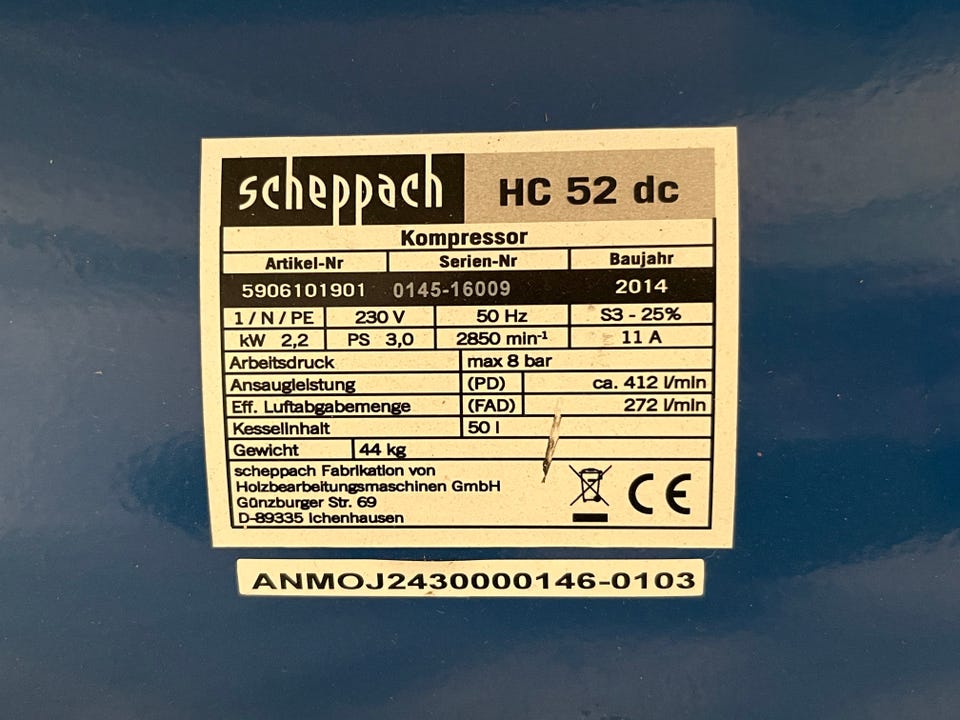 scheppach HC 52 dc
Kompressor
Artikel-Nr Serien-Nr Baujahr
5906101901 0145-16009 2014
1 / N / PE 230 V 50 Hz S3 - 25%
kW 2,2 PS 3,0 2850 min⁻¹ 11 A
Arbeitsdruck max 8 bar
Ansaugleistung (PD) ca. 412 l/min
Eff. Luftabgabemenge (FAD) 272 l/min
Kesselinhalt 50 l
Gewicht 44 kg
scheppach Fabrikation von
Holzbearbeitungsmaschinen GmbH
Günzburger Str. 69
D-89335 Ichenhausen
CE
ANMOJ2430000146-0103